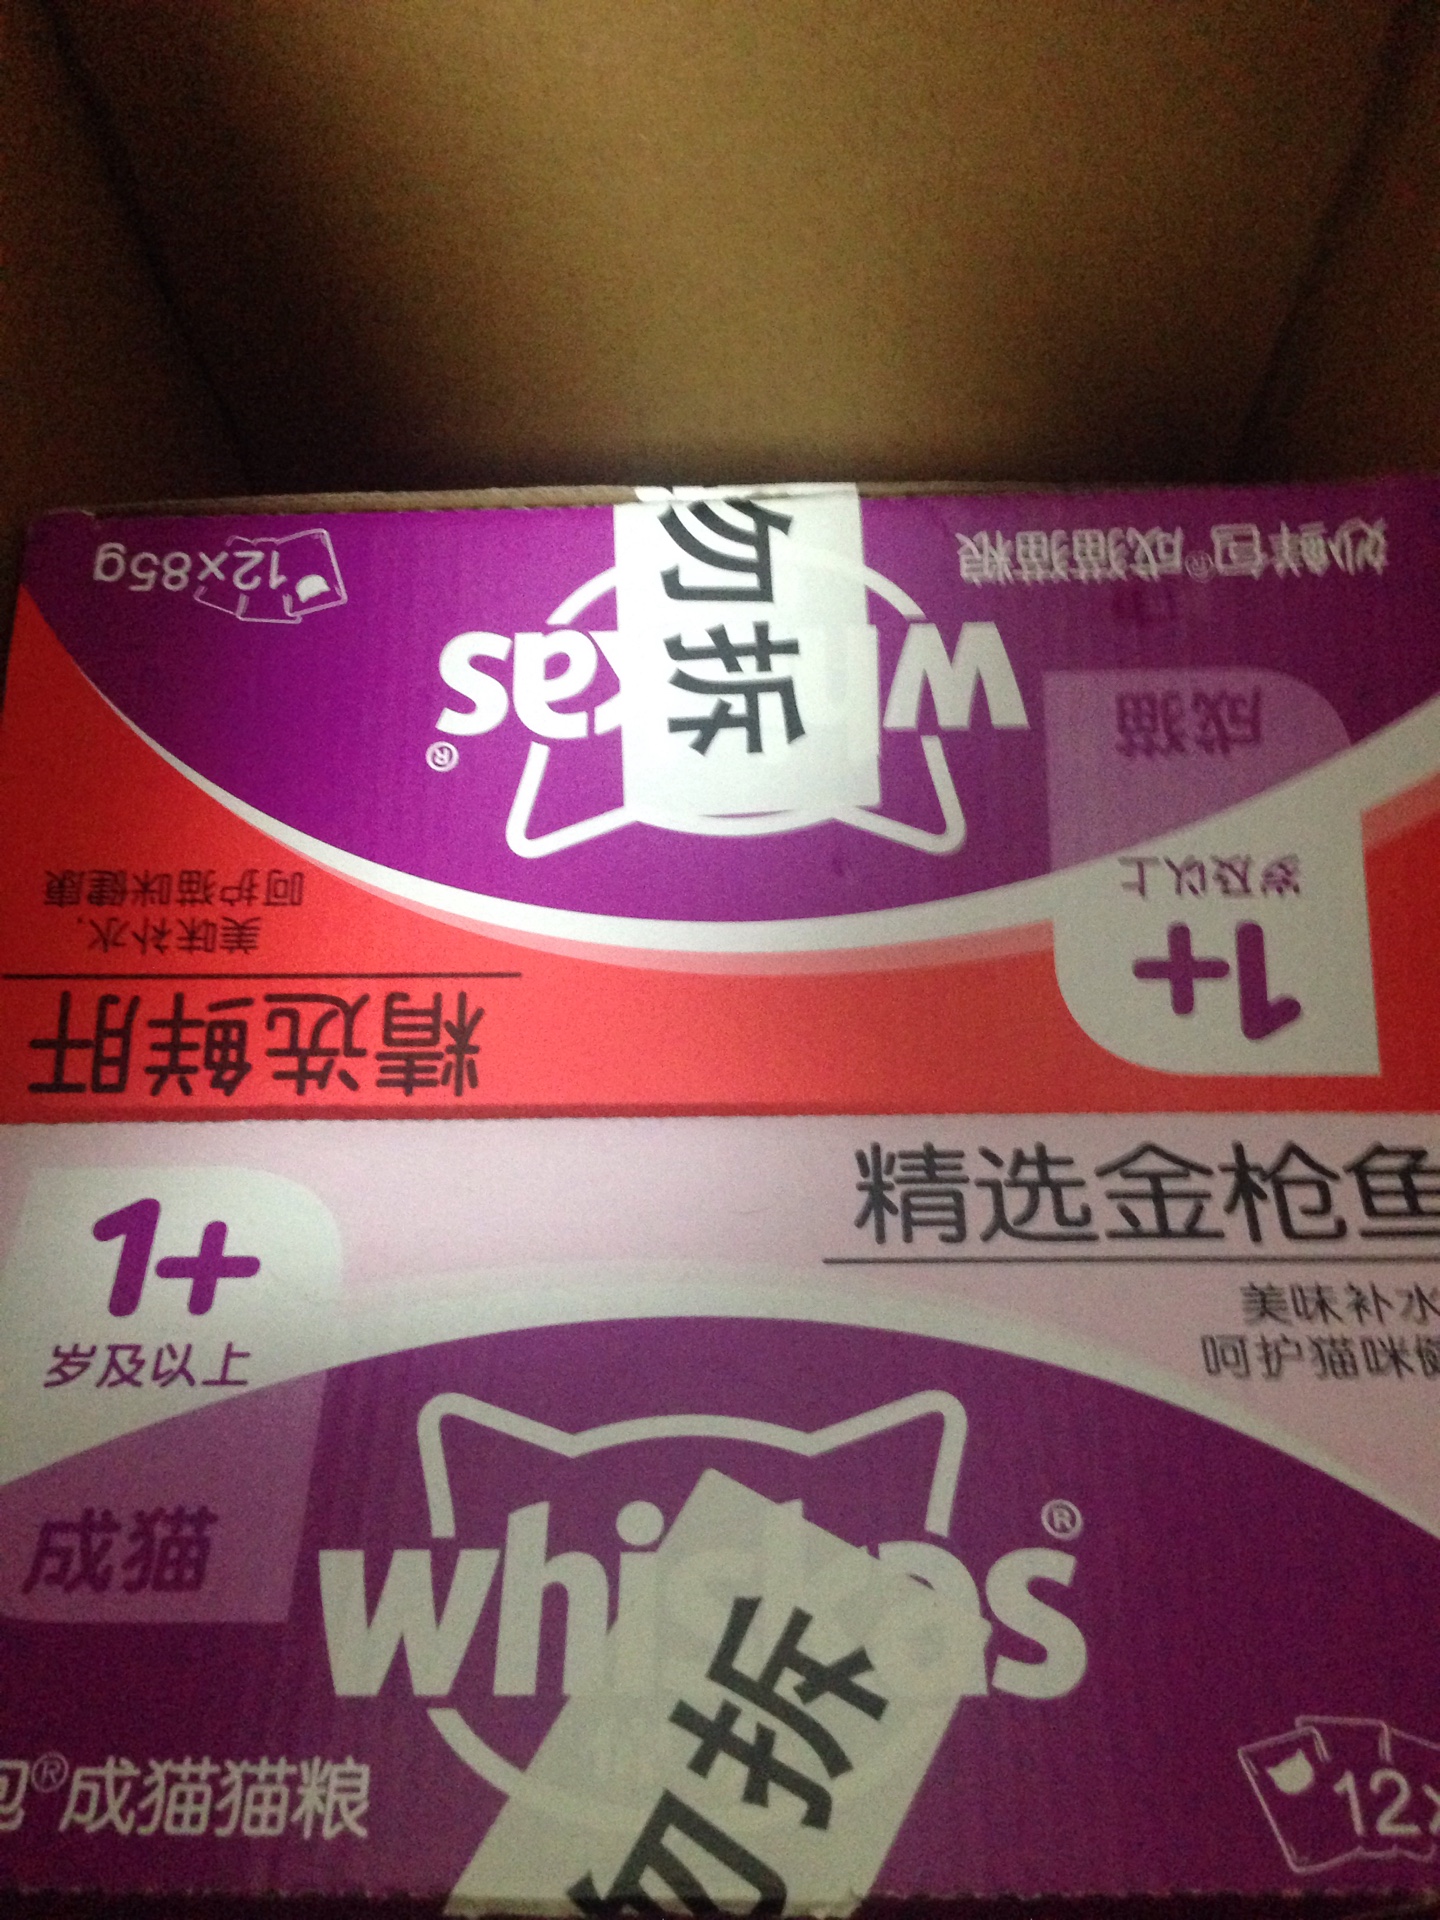 妙鲜包®成猫猫粮
12x85g
勿拆
whiskas®
成猫
1+
岁及以上
美味补水,
呵护猫咪健康
精选鲜肝
精选金枪鱼
美味补水
呵护猫咪健
1+
岁及以上
成猫
whiskas®
勿拆
包®成猫猫粮
12x